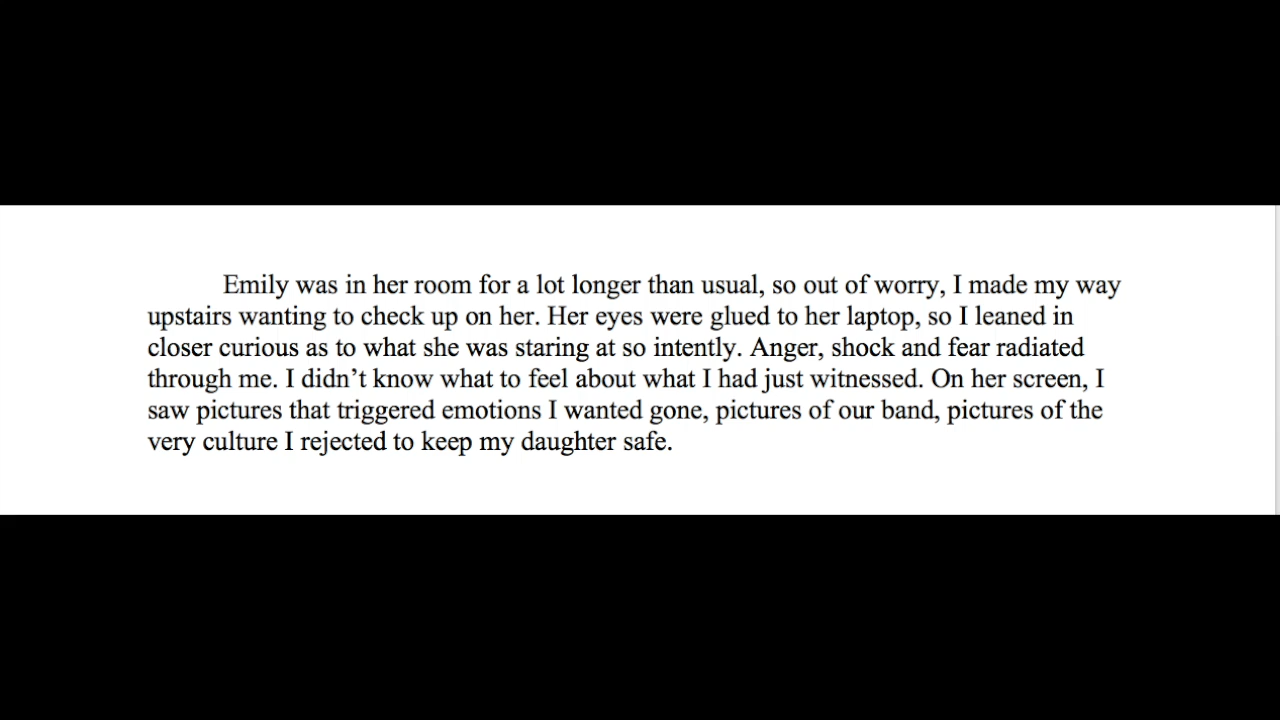 Emily was in her room for a lot longer than usual, so out of worry, I made my way
upstairs wanting to check up on her. Her eyes were glued to her laptop, so I leaned in
closer curious as to what she was staring at so intently. Anger, shock and fear radiated
through me. I didn’t know what to feel about what I had just witnessed. On her screen, I
saw pictures that triggered emotions I wanted gone, pictures of our band, pictures of the
very culture I rejected to keep my daughter safe.